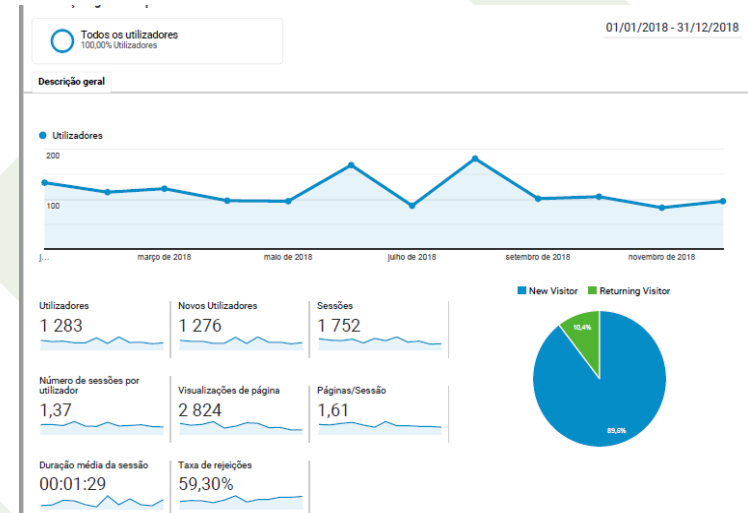 Todos os utilizadores
100,00% Utilizadores
01/01/2018 - 31/12/2018
Descrição geral
Utilizadores
200
100
j…
março de 2018
maio de 2018
julho de 2018
setembro de 2018
novembro de 2018
New Visitor
Returning Visitor
Utilizadores
1 283
Novos Utilizadores
1 276
Sessões
1 752
10,4%
89,6%
Número de sessões por
utilizador
1,37
Visualizações de página
2 824
Páginas/Sessão
1,61
Duração média da sessão
00:01:29
Taxa de rejeições
59,30%